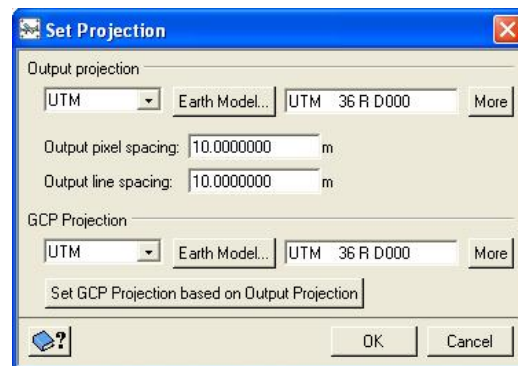 Set Projection
Output projection
UTM Earth Model... UTM 36 R D000 More
Output pixel spacing: 10.0000000 m
Output line spacing: 10.0000000 m
GCP Projection
UTM Earth Model... UTM 36 R D000 More
Set GCP Projection based on Output Projection
? OK Cancel